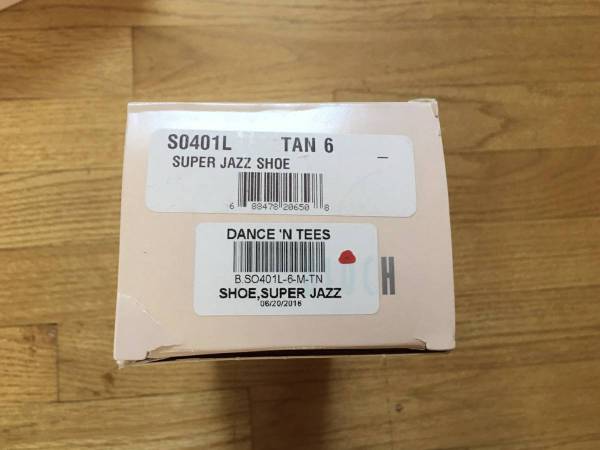 S0401L TAN 6
SUPER JAZZ SHOE –
6 88478 20650 8
DANCE 'N TEES
B.SO401L-6-M-TN
SHOE,SUPER JAZZ
06/20/2016
CH